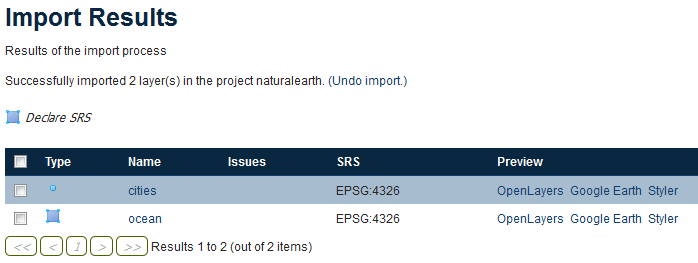 Import Results
Results of the import process
Successfully imported 2 layer(s) in the project naturalearth. (Undo import.)
Declare SRS
Type Name Issues SRS Preview
cities EPSG:4326 OpenLayers Google Earth Styler
ocean EPSG:4326 OpenLayers Google Earth Styler
<< < 1 > >> Results 1 to 2 (out of 2 items)